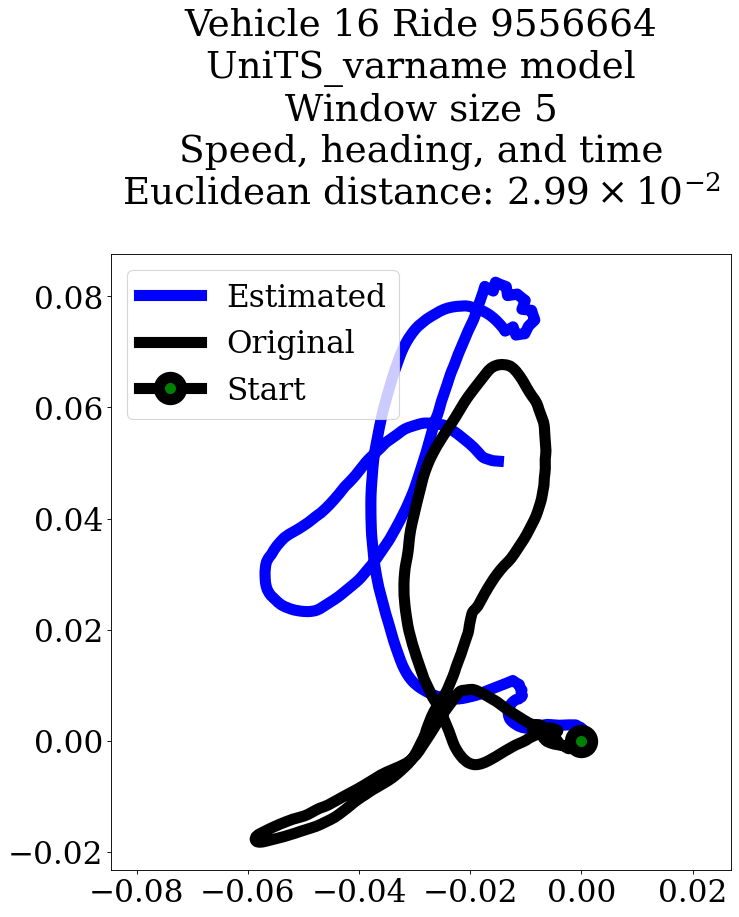 Vehicle 16 Ride 9556664
UniTS_varname model
Window size 5
Speed, heading, and time
Euclidean distance: 2.99 × 10⁻²
Estimated
Original
Start
0.08
0.06
0.04
0.02
0.00
−0.02
−0.08 −0.06 −0.04 −0.02 0.00 0.02